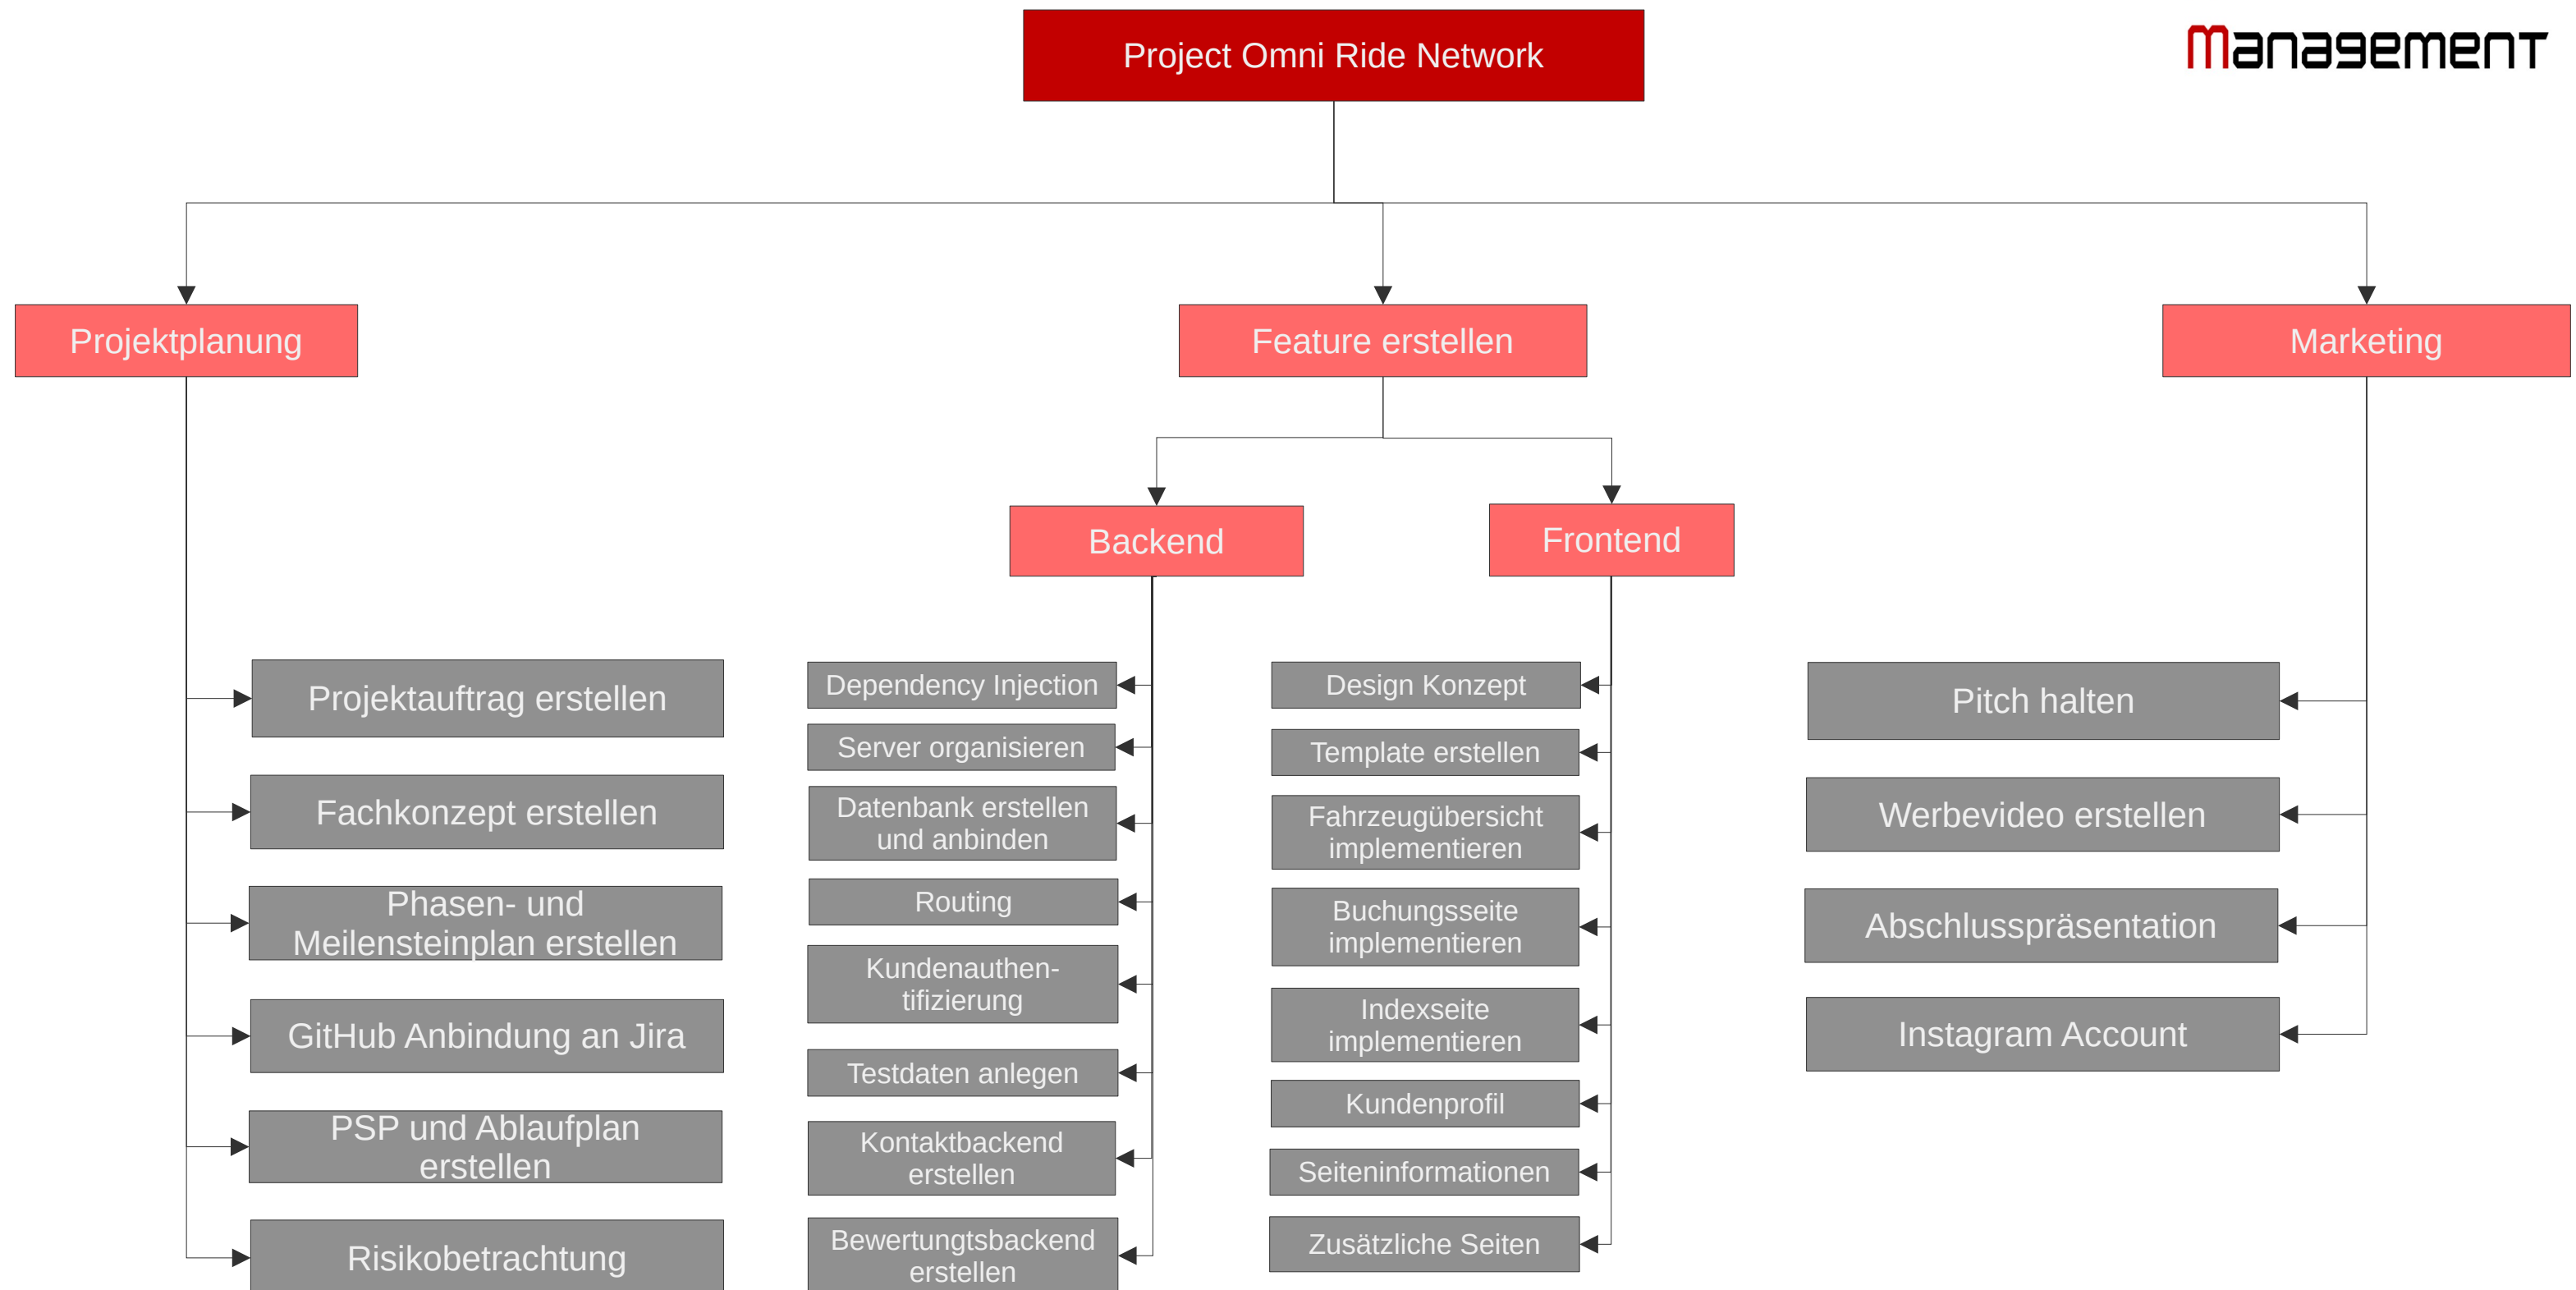 Project Omni Ride Network
Management
Projektplanung
Feature erstellen
Marketing
Backend
Frontend
Projektauftrag erstellen
Fachkonzept erstellen
Phasen- und
Meilensteinplan erstellen
GitHub Anbindung an Jira
PSP und Ablaufplan
erstellen
Risikobetrachtung
Dependency Injection
Server organisieren
Datenbank erstellen
und anbinden
Routing
Kundenauthen-
tifizierung
Testdaten anlegen
Kontaktbackend
erstellen
Bewertungtsbackend
erstellen
Design Konzept
Template erstellen
Fahrzeugübersicht
implementieren
Buchungsseite
implementieren
Indexseite
implementieren
Kundenprofil
Seiteninformationen
Zusätzliche Seiten
Pitch halten
Werbevideo erstellen
Abschlusspräsentation
Instagram Account